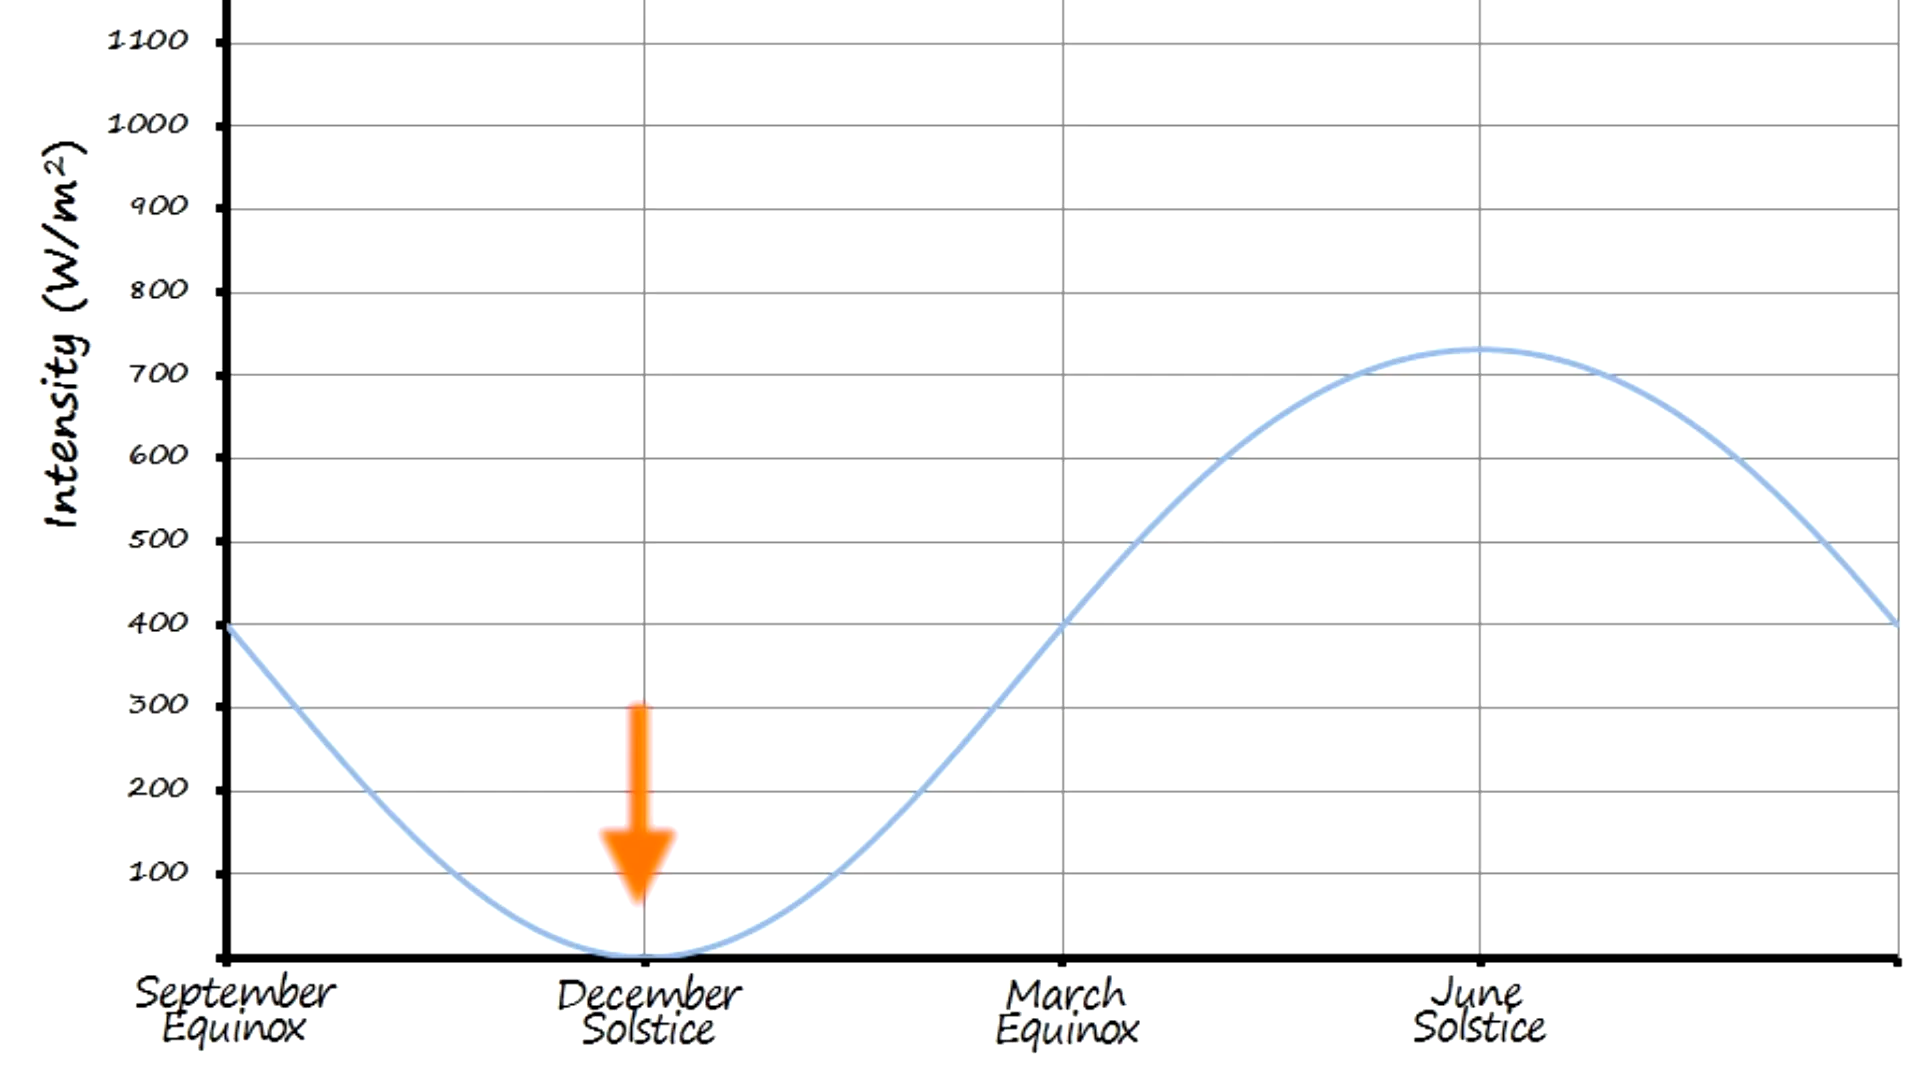 Intensity (W/m²)
1100
1000
900
800
700
600
500
400
300
200
100
September
Equinox
December
Solstice
March
Equinox
June
Solstice